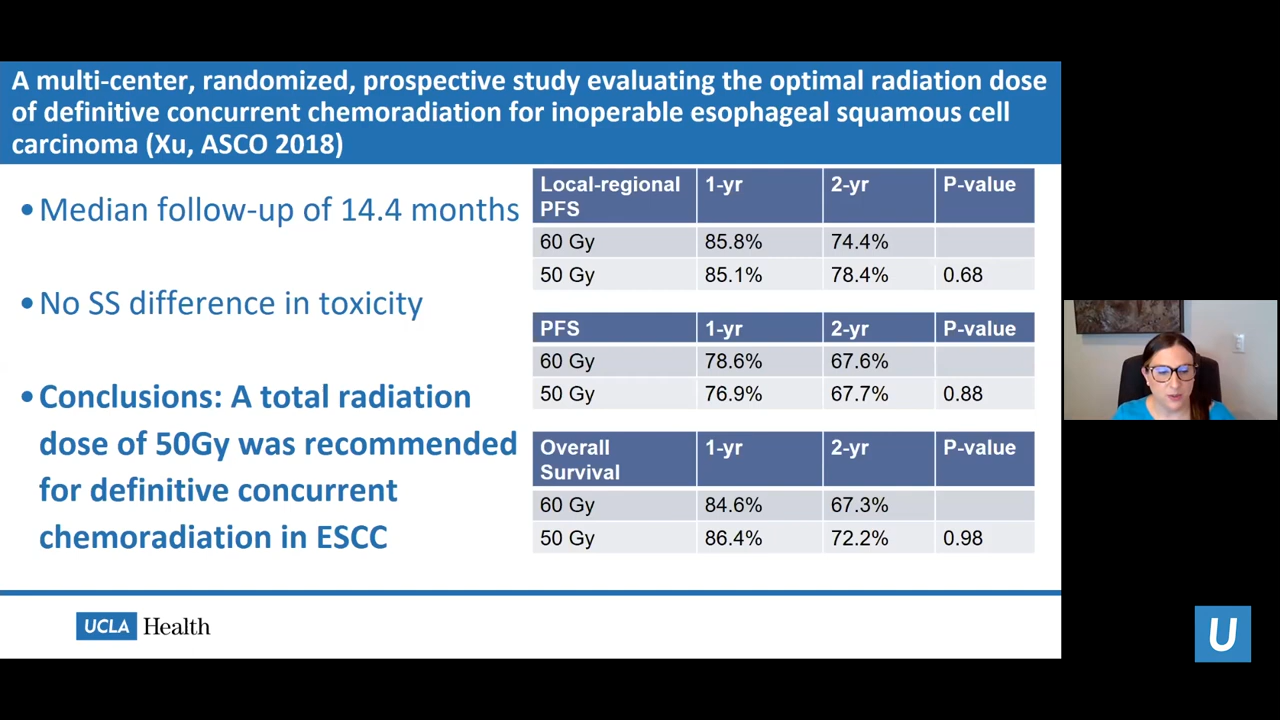 A multi-center, randomized, prospective study evaluating the optimal radiation dose
of definitive concurrent chemoradiation for inoperable esophageal squamous cell
carcinoma (Xu, ASCO 2018)
•Median follow-up of 14.4 months
•No SS difference in toxicity
•Conclusions: A total radiation
dose of 50Gy was recommended
for definitive concurrent
chemoradiation in ESCC
Local-regional PFS 1-yr 2-yr P-value
60 Gy 85.8% 74.4%
50 Gy 85.1% 78.4% 0.68
PFS 1-yr 2-yr P-value
60 Gy 78.6% 67.6%
50 Gy 76.9% 67.7% 0.88
Overall Survival 1-yr 2-yr P-value
60 Gy 84.6% 67.3%
50 Gy 86.4% 72.2% 0.98
UCLA Health
U